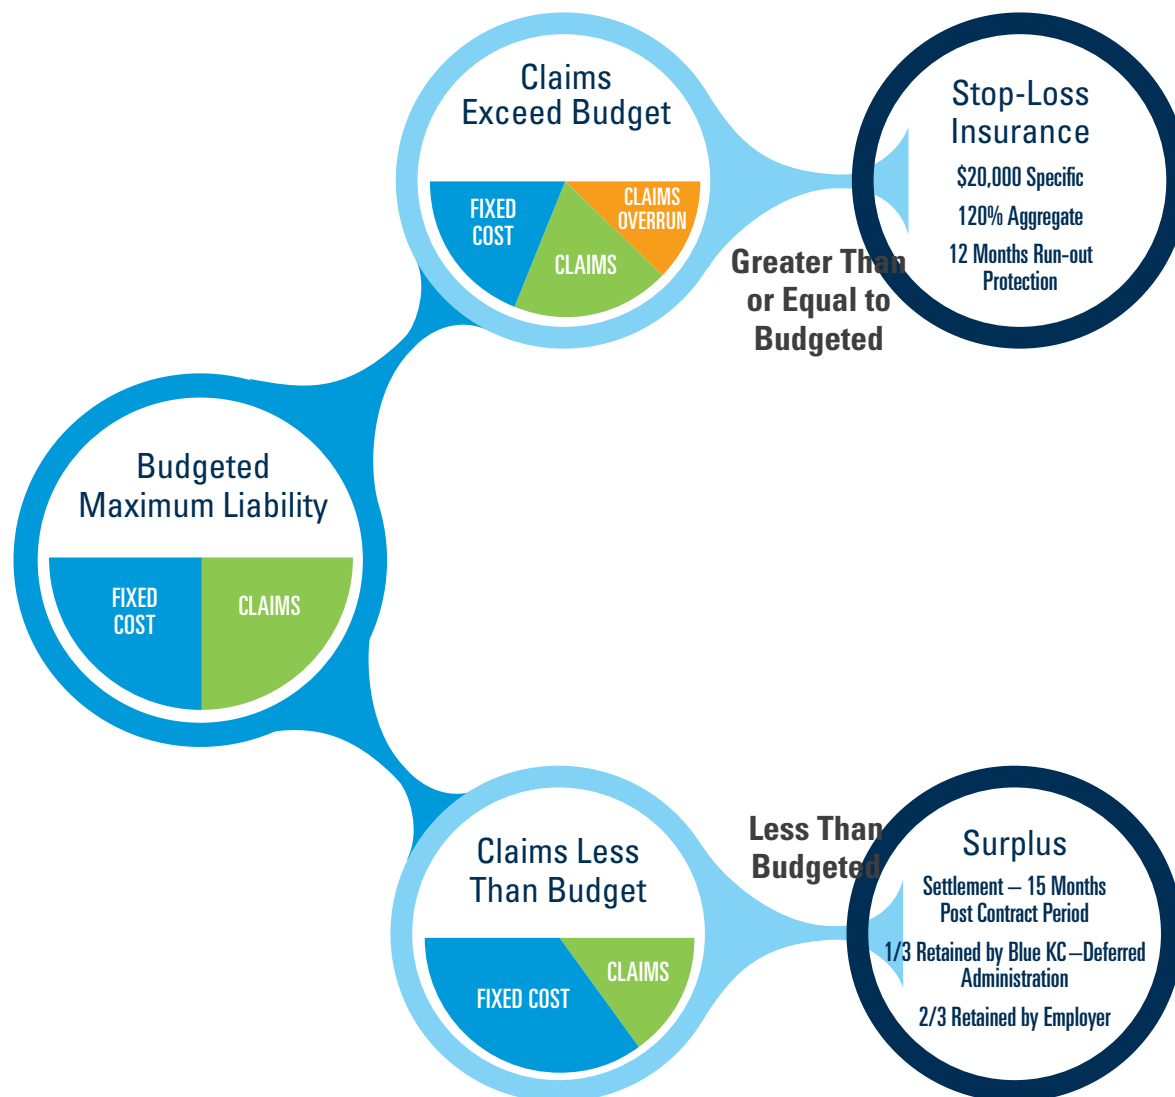 Claims
Exceed Budget
FIXED
COST
CLAIMS
CLAIMS
OVERRUN
Greater Than
or Equal to
Budgeted
Stop-Loss
Insurance
$20,000 Specific
120% Aggregate
12 Months Run-out
Protection
Budgeted
Maximum Liability
FIXED
COST
CLAIMS
Claims Less
Than Budget
FIXED COST
CLAIMS
Less Than
Budgeted
Surplus
Settlement – 15 Months
Post Contract Period
1/3 Retained by Blue KC–Deferred
Administration
2/3 Retained by Employer